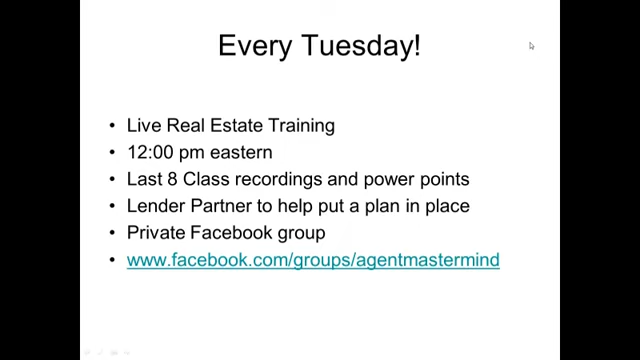 Every Tuesday!
• Live Real Estate Training
• 12:00 pm eastern
• Last 8 Class recordings and power points
• Lender Partner to help put a plan in place
• Private Facebook group
• www.facebook.com/groups/agentmastermind